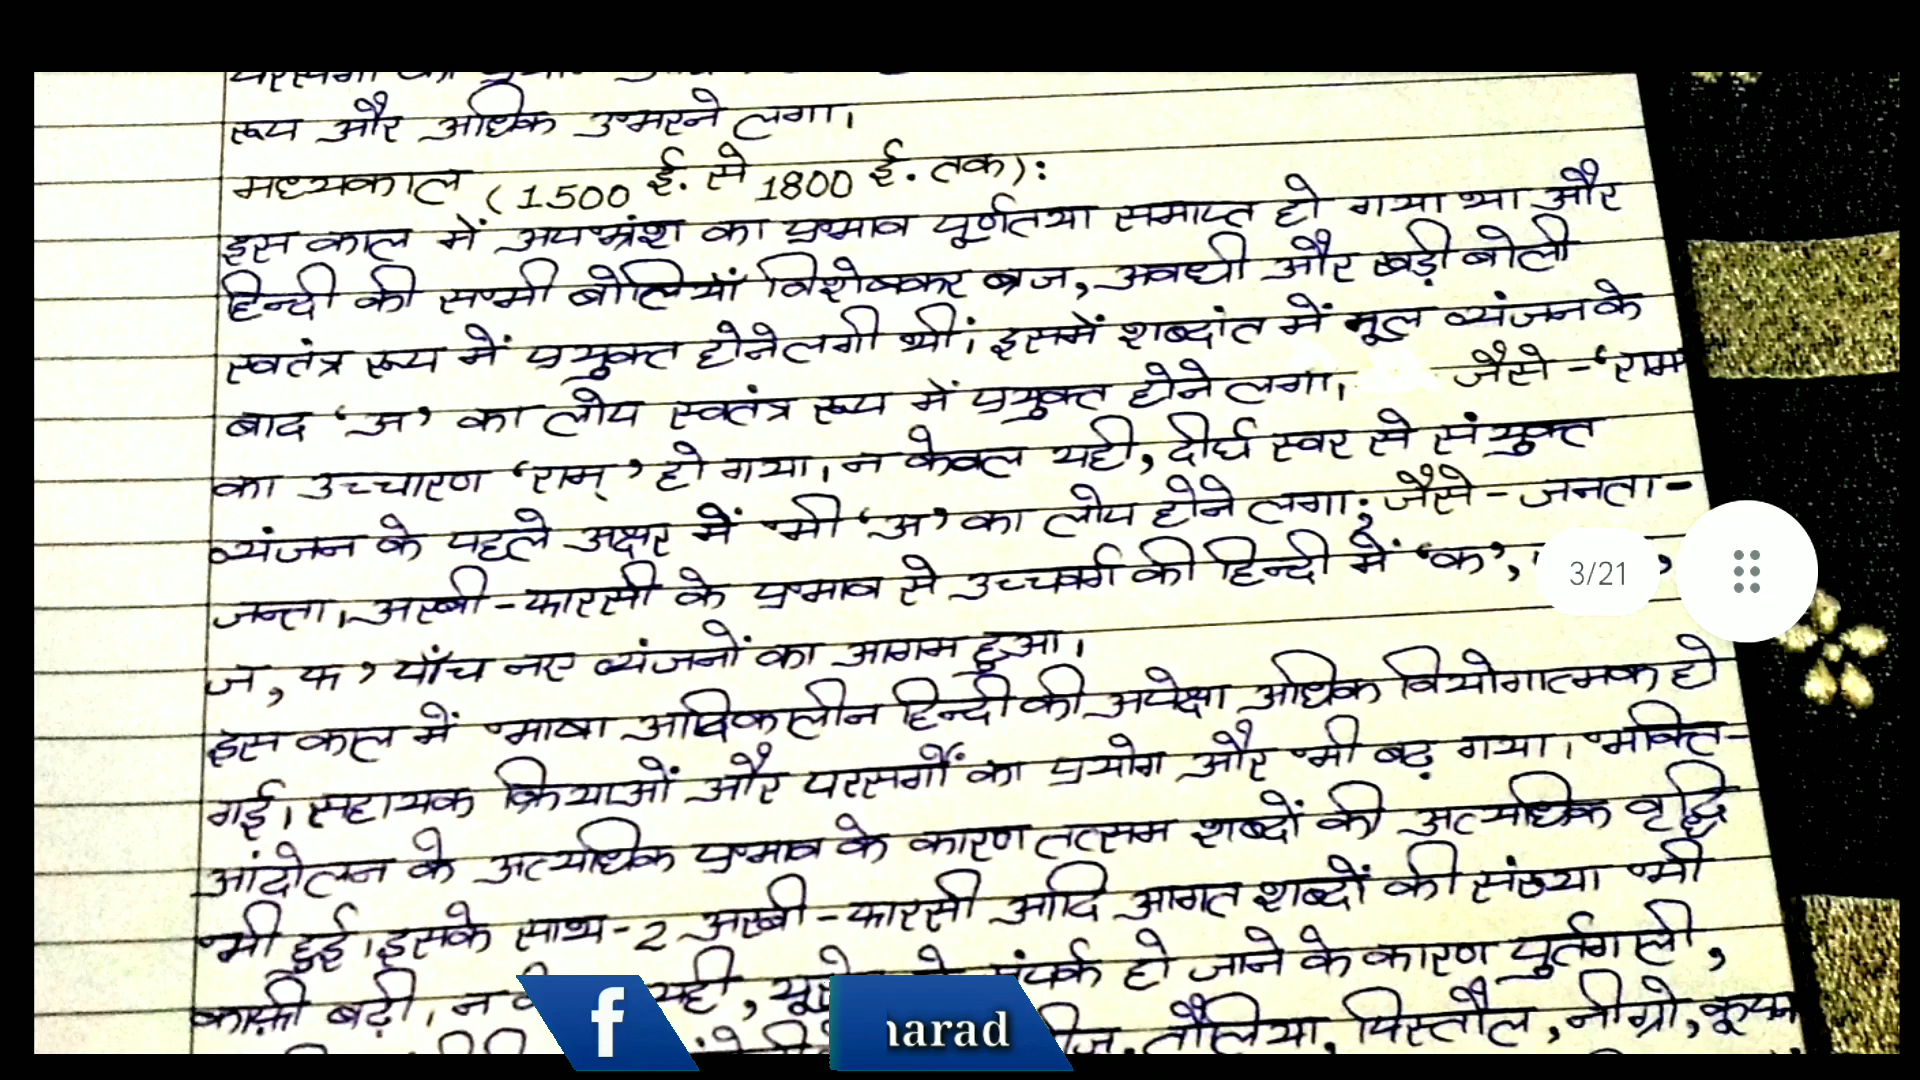 रूप और अधिक उभरने लगा।
मध्यकाल (1500 ई. से 1800 ई. तक):
इस काल में अपभ्रंश का प्रभाव पूर्णतया समाप्त हो गया था और
हिन्दी की सभी बोलियाँ विशेषकर ब्रज, अवधी और खड़ी बोली
स्वतंत्र रूप में प्रयुक्त होने लगी थीं। इसमें शब्दांत में मूल व्यंजन के
बाद 'अ' का लोप स्वतंत्र रूप में प्रयुक्त होने लगा। जैसे - 'राम'
का उच्चारण 'राम्' हो गया। न केवल यही, दीर्घ स्वर से संयुक्त
व्यंजन के पहले अक्षर में भी 'अ' का लोप होने लगा; जैसे - जनता -
जन्ता। अरबी - फारसी के प्रभाव से उच्चवर्ग की हिन्दी में 'क',
3/21
ज, फ' पाँच नए व्यंजनों का आगम हुआ।
इस काल में भाषा आदिकालीन हिन्दी की अपेक्षा अधिक वियोगात्मक हो
गई। सहायक क्रियाओं और परसर्गों का प्रयोग और भी बढ़ गया। भक्ति-
आंदोलन के अत्यधिक प्रभाव के कारण तत्सम शब्दों की अत्यधिक वृद्धि
भी हुई। इसके साथ-2 अरबी - फारसी आदि आगत शब्दों की संख्या भी
काफ़ी बढ़ी। न यही, संपर्क हो जाने के कारण पुर्तगाली,
तौलिया, पिस्तौल, नीग्रो, कूपन
f
harad